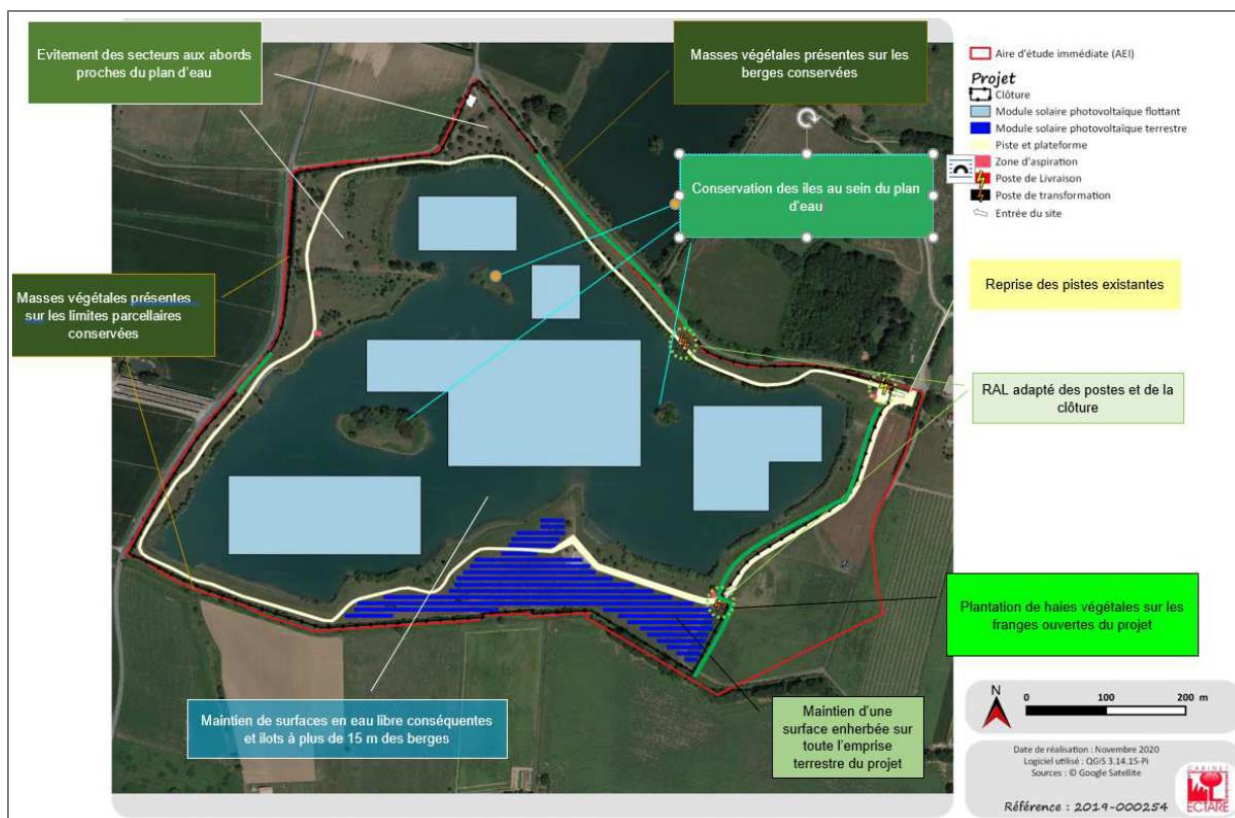 Evitement des secteurs aux abords
proches du plan d'eau
Masses végétales présentes sur les
berges conservées
Conservation des iles au sein du plan
d'eau
Masses végétales présentes
sur les limites parcellaires
conservées
Aire d'étude immédiate (AEI)
Projet
Clôture
Module solaire photovoltaïque flottant
Module solaire photovoltaïque terrestre
Piste et plateforme
Zone d'aspiration
Poste de Livraison
Poste de transformation
Entrée du site
Reprise des pistes existantes
RAL adapté des postes et de la
clôture
Plantation de haies végétales sur les
franges ouvertes du projet
Maintien de surfaces en eau libre conséquentes
et ilots à plus de 15 m des berges
Maintien d'une
surface enherbée sur
toute l'emprise
terrestre du projet
N
0 100 200 m
Date de réalisation : Novembre 2020
Logiciel utilisé : QGIS 3.14.15-Pi
Sources : © Google Satellite
Référence : 2019-000254
CABINET
ECTARE